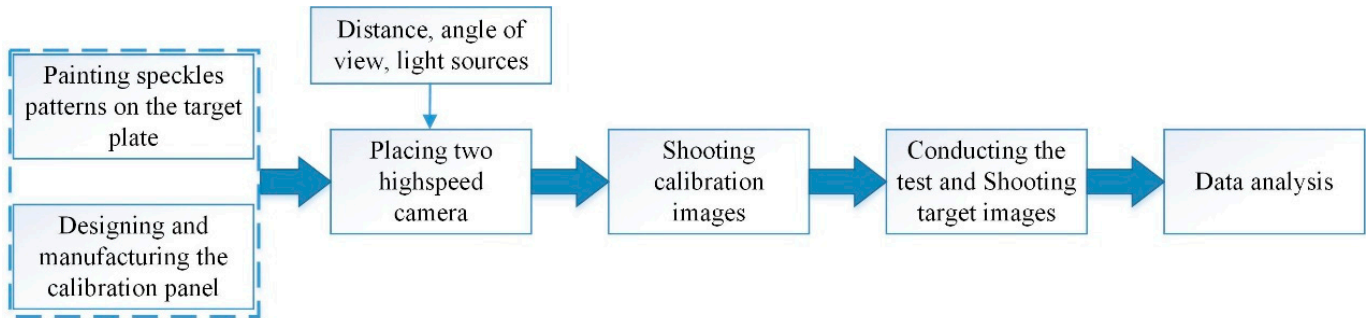 Painting speckles
patterns on the target
plate
Designing and
manufacturing the
calibration panel
Distance, angle of
view, light sources
Placing two
highspeed
camera
Shooting
calibration
images
Conducting the
test and Shooting
target images
Data analysis